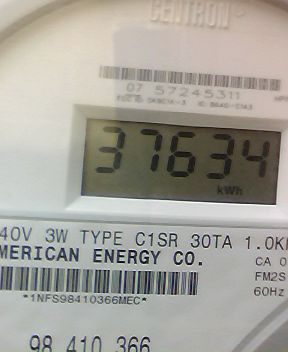 CENTRON
07 57245311
37634
kWh
40V 3W TYPE C1SR 30TA 1.0K
MERICAN ENERGY CO.
CA 0
FM2S
*1NFS98410366MEC*
60Hz
98 410 366